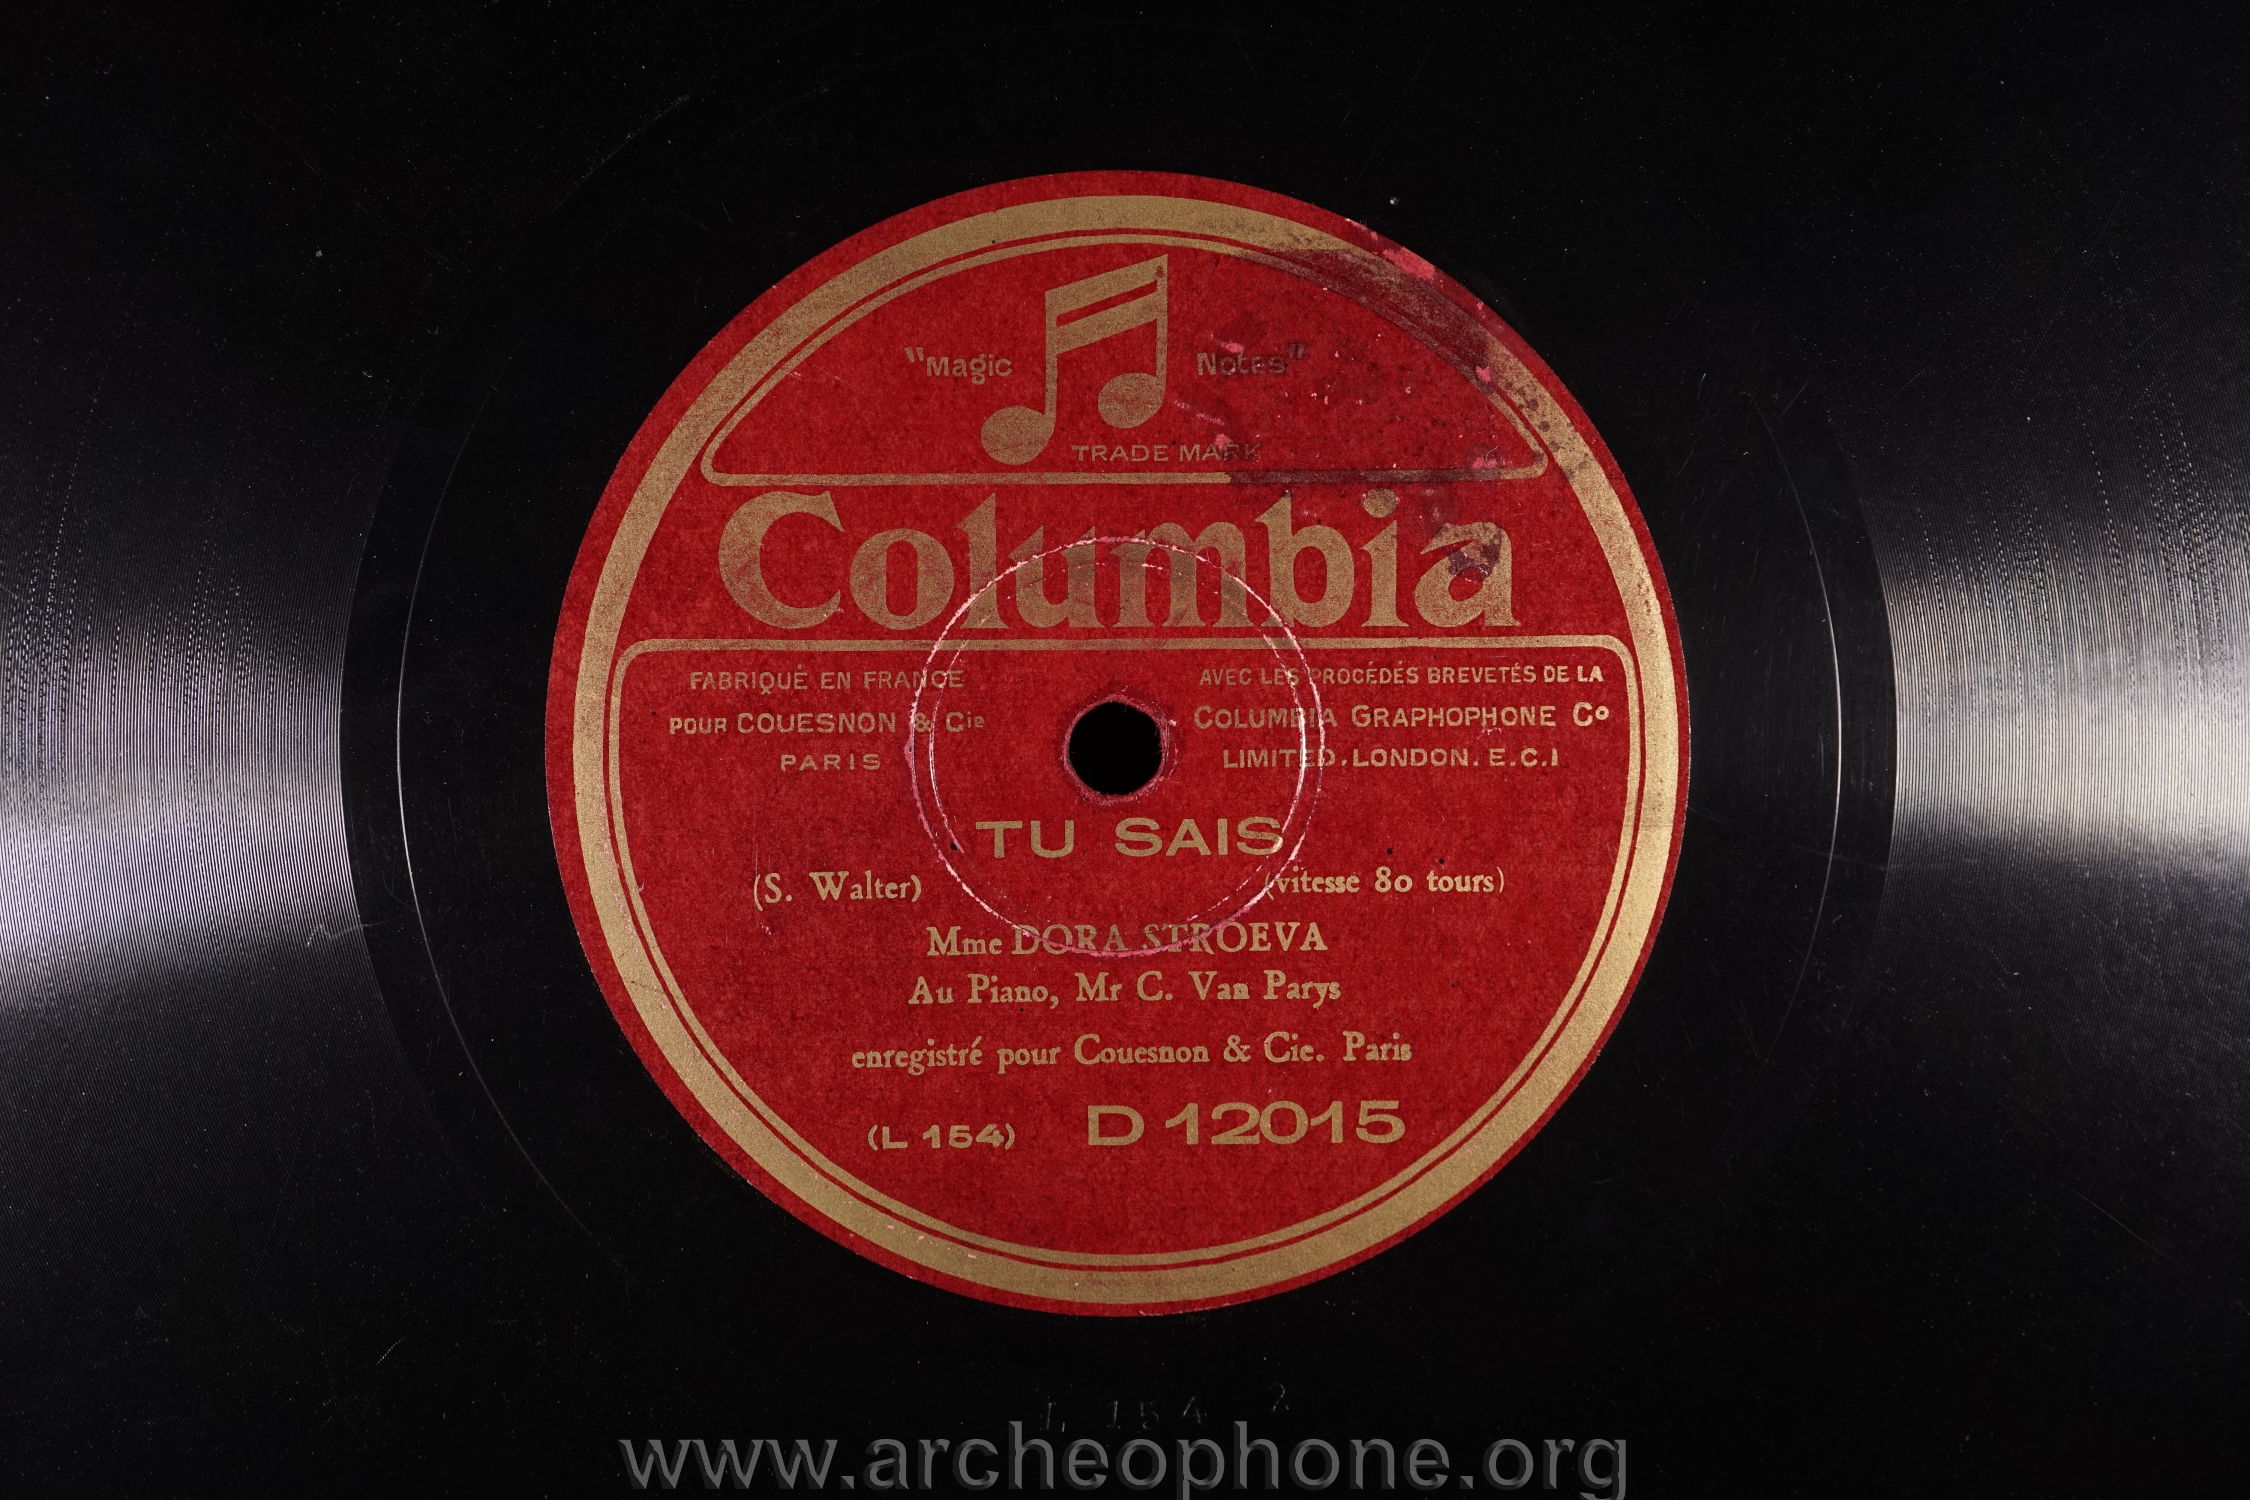 "Magic Notes"
TRADE MARK
Columbia
FABRIQUÉ EN FRANCE
POUR COUESNON & Cie
PARIS
AVEC LES PROCÉDÉS BREVETÉS DE LA
COLUMBIA GRAPHOPHONE Co
LIMITED.LONDON.E.C.I
TU SAIS
(S. Walter) (vitesse 80 tours)
Mme DORA STROEVA
Au Piano, Mr C. Van Parys
enregistré pour Couesnon & Cie. Paris
(L 154) D 12015
L 154 2
www.archeophone.org